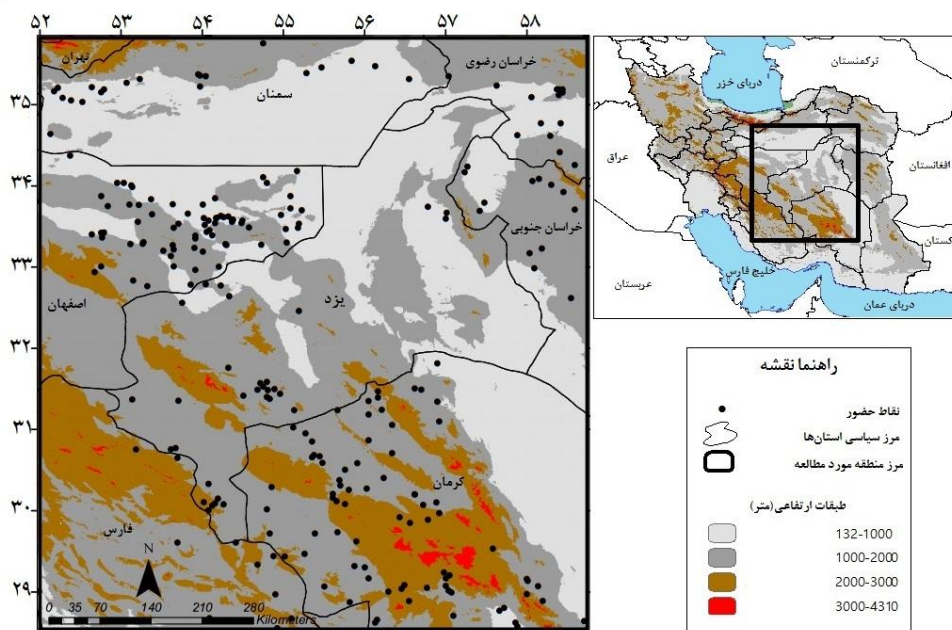 ۵۲ ۵۳ ۵۴ ۵۵ ۵۶ ۵۷ ۵۸
۳۵
۳۴
۳۳
۳۲
۳۱
۳۰
۲۹
تهران
خراسان رضوی
سمنان
خراسان جنوبی
اصفهان
یزد
کرمان
فارس
N
0 35 70 140 210 280
Kilometers
ترکمنستان
دریای خزر
عراق
افغانستان
کستان
خلیج فارس
عربستان
دریای عمان
راهنما نقشه
نقاط حضور
مرز سیاسی استان‌ها
مرز منطقه مورد مطالعه
طبقات ارتفاعی(متر)
132-1000
1000-2000
2000-3000
3000-4310